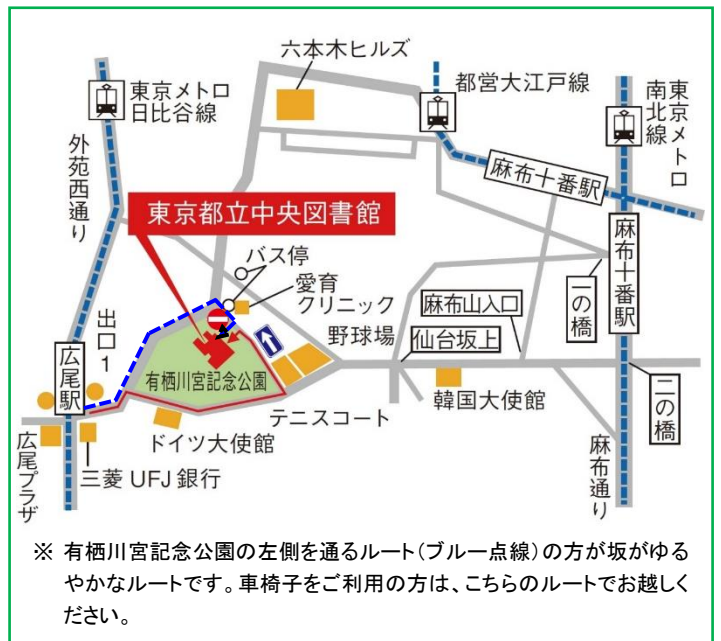 六本木ヒルズ
東京メトロ
日比谷線
都営大江戸線
東京メトロ
南北線
外苑西通り
麻布十番駅
東京都立中央図書館
バス停
愛育
クリニック
麻布十番駅
一の橋
麻布山入口
出口1
野球場
仙台坂上
広尾駅
有栖川宮記念公園
韓国大使館
二の橋
テニスコート
ドイツ大使館
広尾プラザ
三菱UFJ銀行
麻布通り
※ 有栖川宮記念公園の左側を通るルート(ブルー点線)の方が坂がゆる
やかなルートです。車椅子をご利用の方は、こちらのルートでお越しく
ださい。